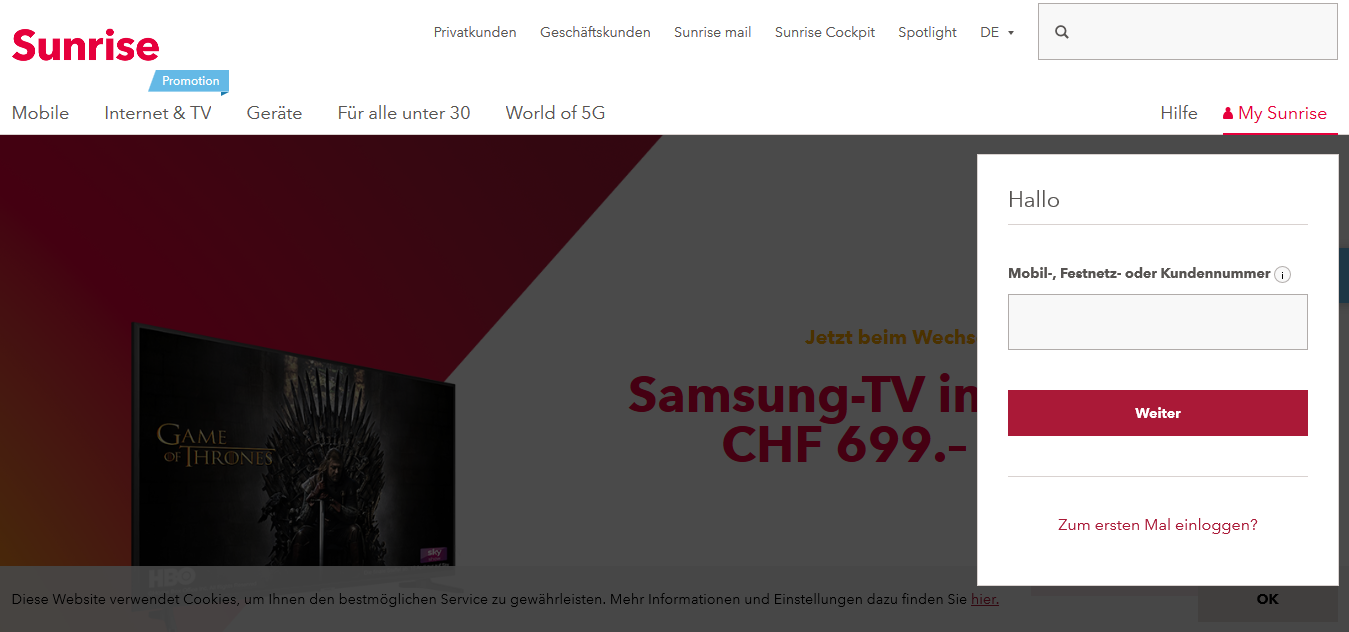 Privatkunden Geschäftskunden Sunrise mail Sunrise Cockpit Spotlight DE
Sunrise
Promotion
Mobile Internet & TV Geräte Für alle unter 30 World of 5G Hilfe My Sunrise
Hallo
Mobil-, Festnetz- oder Kundennummer i
Weiter
Zum ersten Mal einloggen?
Jetzt beim Wechs
Samsung-TV in
CHF 699.–
GAME
OF THRONES
sky
HBO
Diese Website verwendet Cookies, um Ihnen den bestmöglichen Service zu gewährleisten. Mehr Informationen und Einstellungen dazu finden Sie hier.
OK